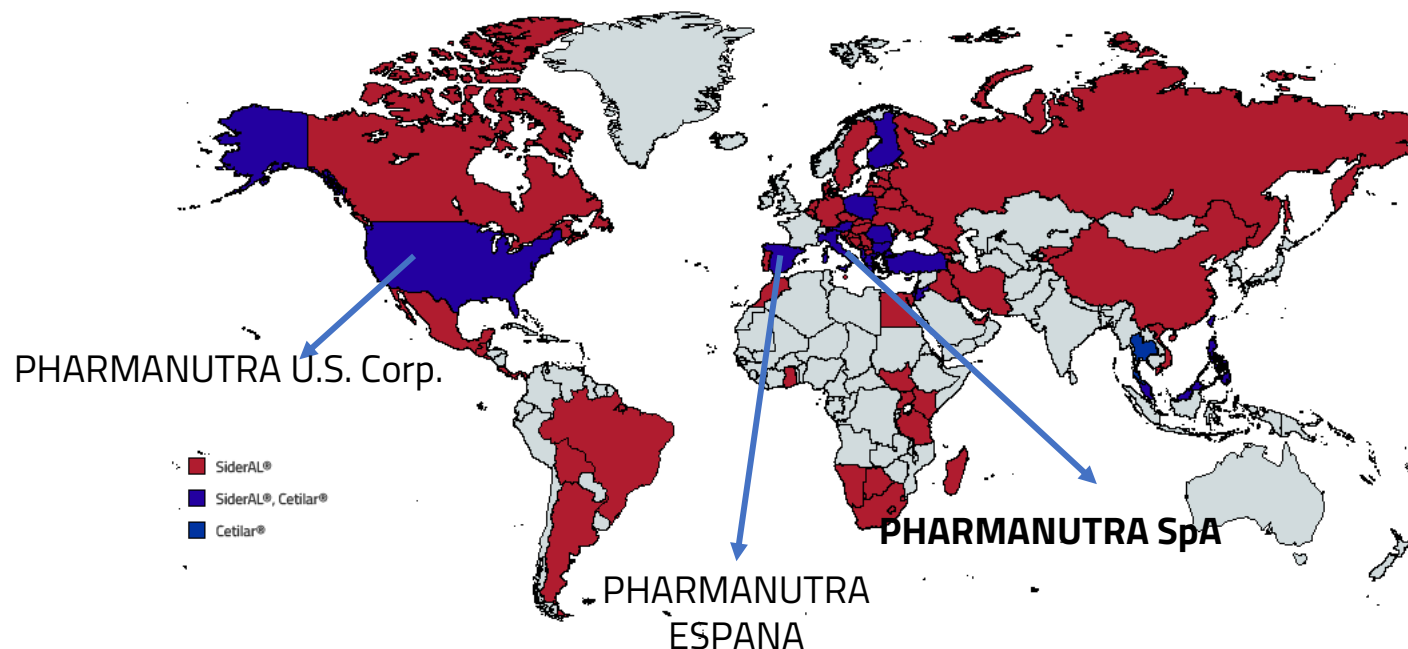 PHARMANUTRA U.S. Corp.
SiderAL®
SiderAL®, Cetilar®
Cetilar®
PHARMANUTRA SpA
PHARMANUTRA
ESPANA